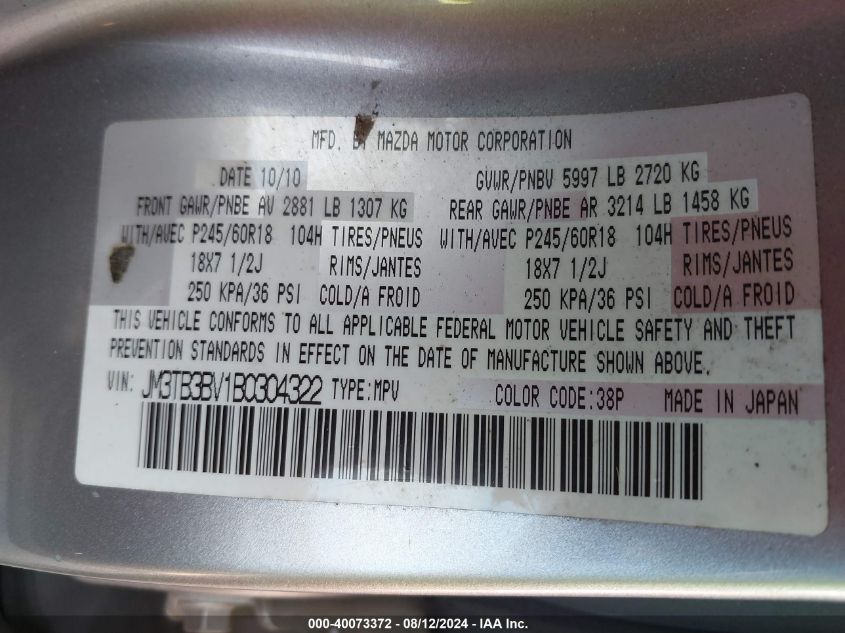 MFD. BY MAZDA MOTOR CORPORATION
DATE 10/10 GVWR/PNBV 5997 LB 2720 KG
FRONT GAWR/PNBE AV 2881 LB 1307 KG REAR GAWR/PNBE AR 3214 LB 1458 KG
WITH/AVEC P245/60R18 104H TIRES/PNEUS WITH/AVEC P245/60R18 104H TIRES/PNEUS
18X7 1/2J RIMS/JANTES 18X7 1/2J RIMS/JANTES
250 KPA/36 PSI COLD/A FROID 250 KPA/36 PSI COLD/A FROID
THIS VEHICLE CONFORMS TO ALL APPLICABLE FEDERAL MOTOR VEHICLE SAFETY AND THEFT
PREVENTION STANDARDS IN EFFECT ON THE DATE OF MANUFACTURE SHOWN ABOVE.
VIN: JM3TB3BV1B0304322 TYPE:MPV COLOR CODE:38P MADE IN JAPAN
000-40073372 - 08/12/2024 - IAA Inc.